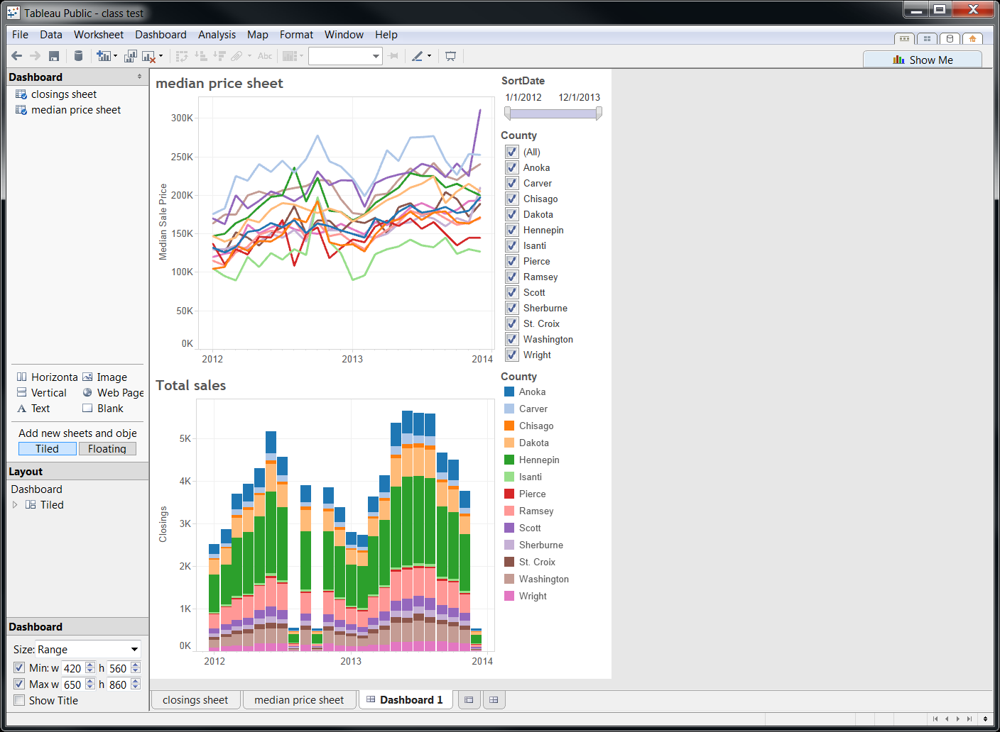 Tableau Public - class test
File Data Worksheet Dashboard Analysis Map Format Window Help
Abc
Show Me
Dashboard
closings sheet
median price sheet
Horizonta Image
Vertical Web Page
A Text Blank
Add new sheets and obje
Tiled Floating
Layout
Dashboard
Tiled
Dashboard
Size: Range
Min: w 420 h 560
Max w 650 h 860
Show Title
median price sheet
Median Sale Price
300K
250K
200K
150K
100K
50K
0K
2012 2013 2014
SortDate
1/1/2012 12/1/2013
County
(All)
Anoka
Carver
Chisago
Dakota
Hennepin
Isanti
Pierce
Ramsey
Scott
Sherburne
St. Croix
Washington
Wright
Total sales
Closings
5K
4K
3K
2K
1K
0K
2012 2013 2014
County
Anoka
Carver
Chisago
Dakota
Hennepin
Isanti
Pierce
Ramsey
Scott
Sherburne
St. Croix
Washington
Wright
closings sheet median price sheet Dashboard 1